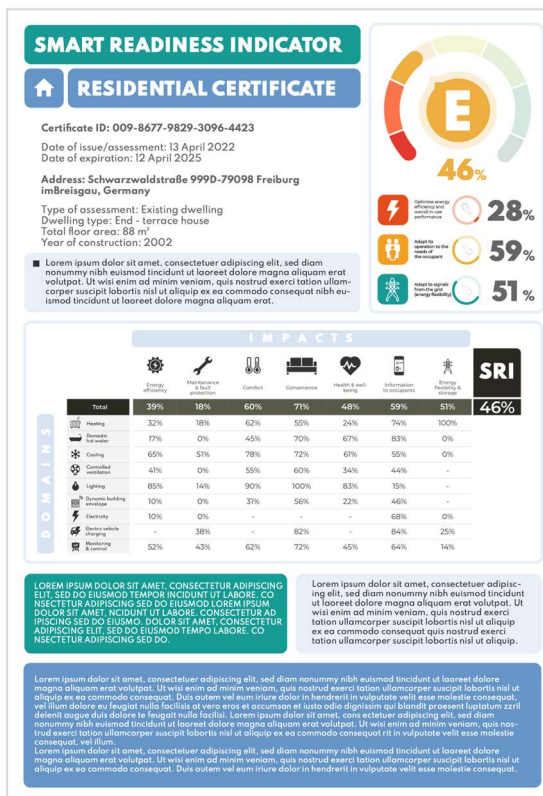 SMART READINESS INDICATOR
RESIDENTIAL CERTIFICATE
Certificate ID: 009-8677-9829-3096-4423
Date of issue/assessment: 13 April 2022
Date of expiration: 12 April 2025
Address: Schwarzwaldstraße 999D-79098 Freiburg
imBreisgau, Germany
Type of assessment: Existing dwelling
Dwelling type: End - terrace house
Total floor area: 88 m²
Year of construction: 2002
Lorem ipsum dolor sit amet, consectetuer adipiscing elit, sed diam
nonummy nibh euismod tincidunt ut laoreet dolore magna aliquam erat
volutpat. Ut wisi enim ad minim veniam, quis nostrud exerci tation ullam-
corper suscipit lobortis nisl ut aliquip ex ea commodo consequat nibh eu-
ismod tincidunt ut laoreet dolore magna aliquam erat.
E
46%
Optimise energy
efficiency and
overall in-use
performance
28%
Adapt its
operation to the
needs of
the occupant
59%
Adapt to signals
from the grid
(energy flexibility)
51%
IMPACTS
Energy efficiency Maintenance & fault protection Comfort Convenience Health & well-being Information to occupants Energy flexibility & storage SRI
Total 39% 18% 60% 71% 48% 59% 51% 46%
DOMAINS
Heating 32% 18% 62% 55% 24% 74% 100%
Domestic hot water 17% 0% 45% 70% 67% 83% 0%
Cooling 65% 51% 78% 72% 61% 55% 0%
Controlled ventilation 41% 0% 55% 60% 34% 44% -
Lighting 85% 14% 90% 100% 83% 15% -
Dynamic building envelope 10% 0% 31% 56% 22% 46% -
Electricity 10% 0% - - - 68% 0%
Electric vehicle charging - 38% - 82% - 84% 25%
Monitoring & control 52% 43% 62% 72% 45% 64% 14%
LOREM IPSUM DOLOR SIT AMET, CONSECTETUR ADIPISCING
ELIT, SED DO EIUSMOD TEMPOR INCIDUNT UT LABORE. CO
NSECTETUR ADIPISCING SED DO EIUSMOD LOREM IPSUM
DOLOR SIT AMET, NCIDUNT UT LABORE. CONSECTETUR AD
IPISCING SED DO EIUSMO. DOLOR SIT AMET, CONSECTETUR
ADIPISCING ELIT, SED DO EIUSMOD TEMPO LABORE. CO
NSECTETUR ADIPISCING SED DO.
Lorem ipsum dolor sit amet, consectetuer adipisc-
ing elit, sed diam nonummy nibh euismod tincidunt
ut laoreet dolore magna aliquam erat volutpat. Ut
wisi enim ad minim veniam, quis nostrud exerci
tation ullamcorper suscipit lobortis nisl ut aliquip
ex ea commodo consequat quis nostrud exerci
tation ullamcorper suscipit lobortis nisl ut aliquip
Lorem ipsum dolor sit amet, consectetuer adipiscing elit, sed diam nonummy nibh euismod tincidunt ut laoreet dolore
magna aliquam erat volutpat. Ut wisi enim ad minim veniam, quis nostrud exerci tation ullamcorper suscipit lobortis nisl ut
aliquip ex ea commodo consequat. Duis autem vel eum iriure dolor in hendrerit in vulputate velit esse molestie consequat,
vel illum dolore eu feugiat nulla facilisis at vero eros et accumsan et iusto odio dignissim qui blandit praesent luptatum zzril
delenit augue duis dolore te feugait nulla facilisi. Lorem ipsum dolor sit amet, cons ectetuer adipiscing elit, sed diam
nonummy nibh euismod tincidunt ut laoreet dolore magna aliquam erat volutpat. Ut wisi enim ad minim veniam, quis nos-
trud exerci tation ullamcorper suscipit lobortis nisl ut aliquip ex ea commodo consequat rit in vulputate velit esse molestie
consequat, vel illum.
Lorem ipsum dolor sit amet, consectetuer adipiscing elit, sed diam nonummy nibh euismod tincidunt ut laoreet dolore
magna aliquam erat volutpat. Ut wisi enim ad minim veniam, quis nostrud exerci tation ullamcorper suscipit lobortis nisl ut
aliquip ex ea commodo consequat. Duis autem vel eum iriure dolor in hendrerit in vulputate velit esse molestie consequat.